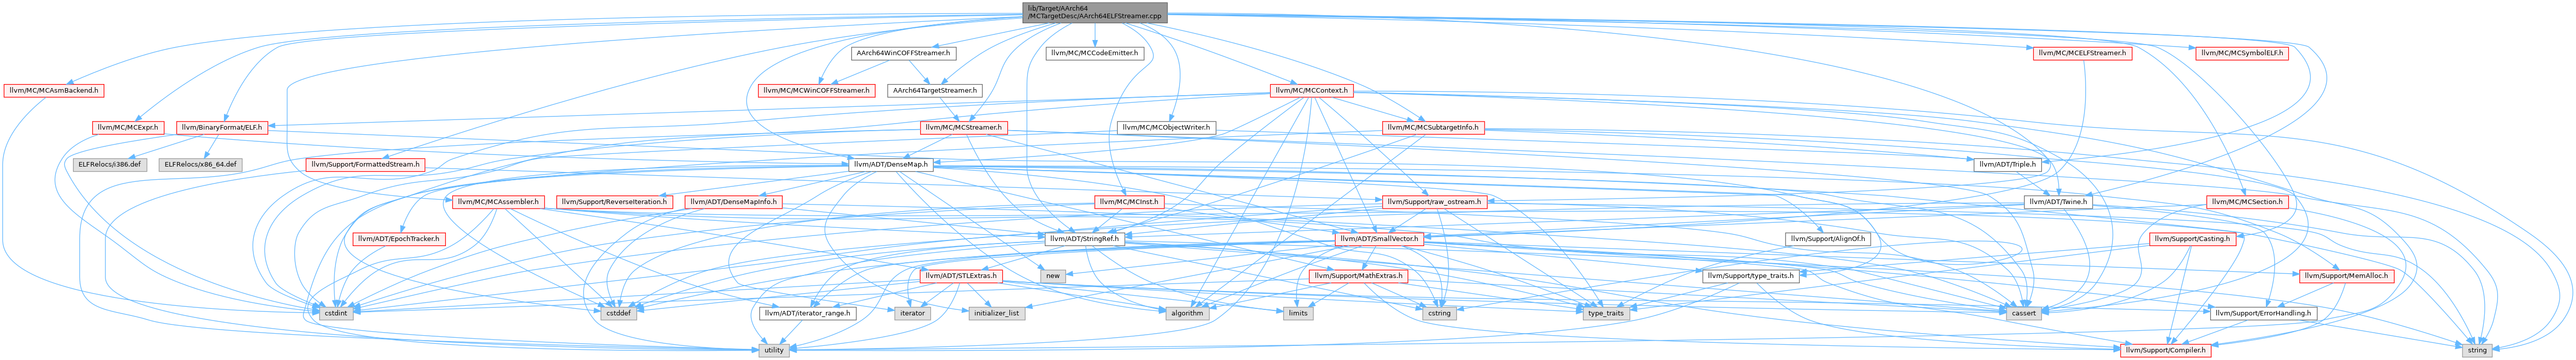 lib/Target/AArch64
/MCTargetDesc/AArch64ELFStreamer.cpp
AArch64WinCOFFStreamer.h
llvm/MC/MCCodeEmitter.h
llvm/MC/MCELFStreamer.h
llvm/MC/MCSymbolELF.h
llvm/MC/MCAsmBackend.h
llvm/MC/MCWinCOFFStreamer.h
AArch64TargetStreamer.h
llvm/MC/MCContext.h
llvm/MC/MCExpr.h
llvm/BinaryFormat/ELF.h
llvm/MC/MCStreamer.h
llvm/MC/MCObjectWriter.h
llvm/MC/MCSubtargetInfo.h
ELFRelocs/i386.def
ELFRelocs/x86_64.def
llvm/Support/FormattedStream.h
llvm/ADT/DenseMap.h
llvm/ADT/Triple.h
llvm/MC/MCAssembler.h
llvm/Support/ReverseIteration.h
llvm/ADT/DenseMapInfo.h
llvm/MC/MCInst.h
llvm/Support/raw_ostream.h
llvm/ADT/Twine.h
llvm/MC/MCSection.h
llvm/ADT/EpochTracker.h
llvm/ADT/StringRef.h
llvm/ADT/SmallVector.h
llvm/Support/AlignOf.h
llvm/Support/Casting.h
llvm/ADT/STLExtras.h
new
llvm/Support/MathExtras.h
llvm/Support/type_traits.h
llvm/Support/MemAlloc.h
cstdint
cstddef
llvm/ADT/iterator_range.h
iterator
initializer_list
algorithm
limits
cstring
type_traits
cassert
llvm/Support/ErrorHandling.h
utility
llvm/Support/Compiler.h
string